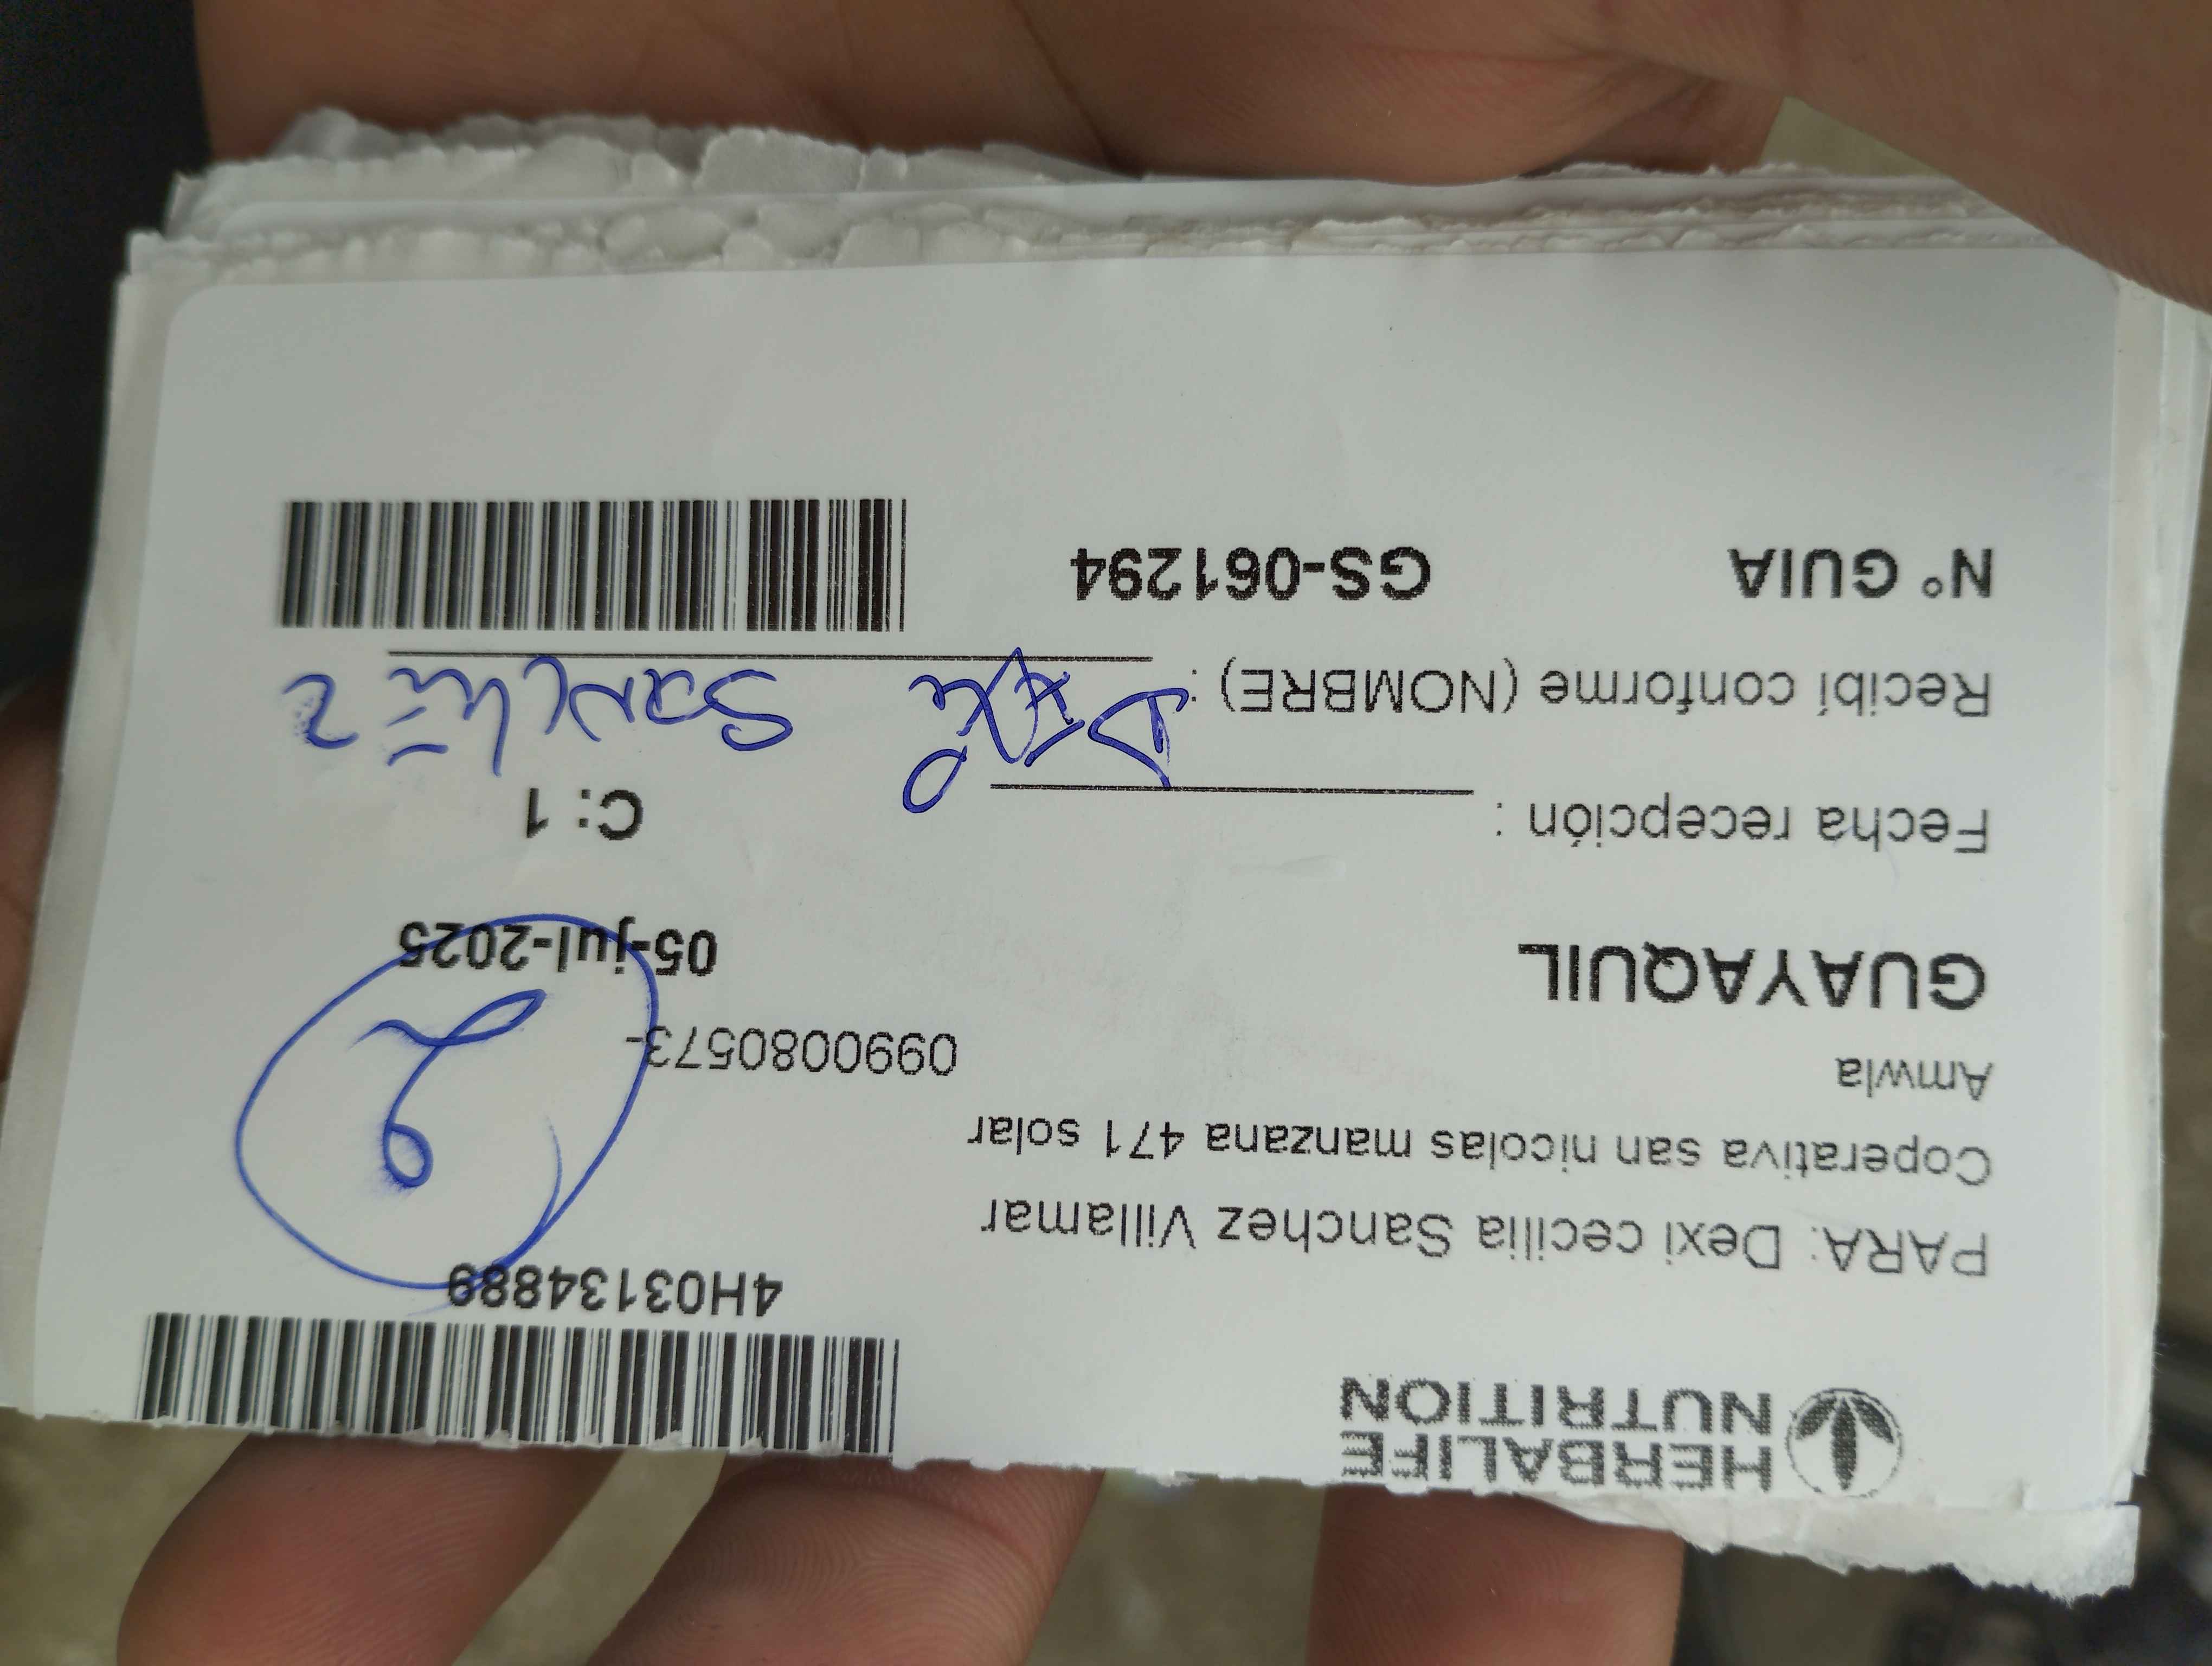 HERBALIFE
NUTRITION
4H03134889
PARA: Dexi cecilia Sanchez Villamar
Coperativa san nicolas manzana 471 solar
Amwla
0990080573-
GUAYAQUIL
05-jul-2025
2
Fecha recepción :
C: 1
Recibí conforme (NOMBRE) :
SANCHEZ
N° GUIA
GS-061294